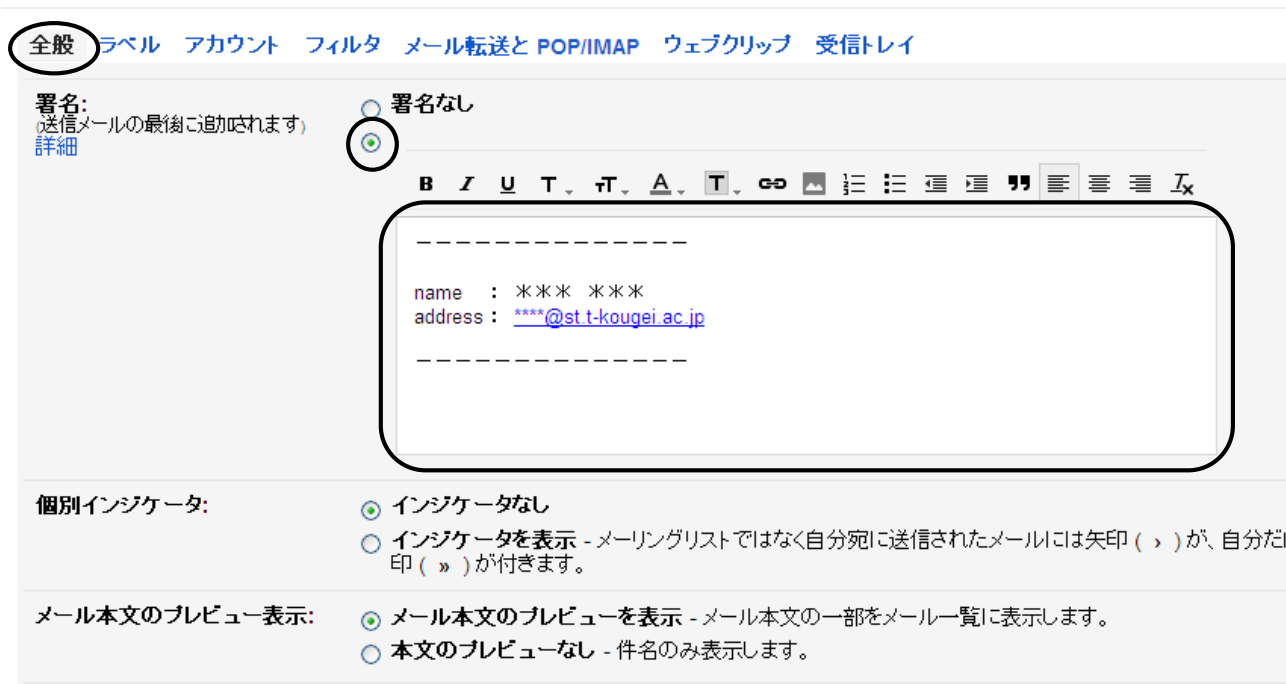 全般 ラベル アカウント フィルタ メール転送と POP/IMAP ウェブクリップ 受信トレイ
署名:
(送信メールの最後に追加されます)
詳細
署名なし
B I U T tT A T
－－－－－－－－－－－－－－
name ： ＊＊＊ ＊＊＊
address： ****@st.t-kougei.ac.jp
－－－－－－－－－－－－－－
個別インジケータ:
インジケータなし
インジケータを表示 - メーリングリストではなく自分宛に送信されたメールには矢印 ( › ) が、自分だ
印 ( » ) が付きます。
メール本文のプレビュー表示:
メール本文のプレビューを表示 - メール本文の一部をメール一覧に表示します。
本文のプレビューなし - 件名のみ表示します。